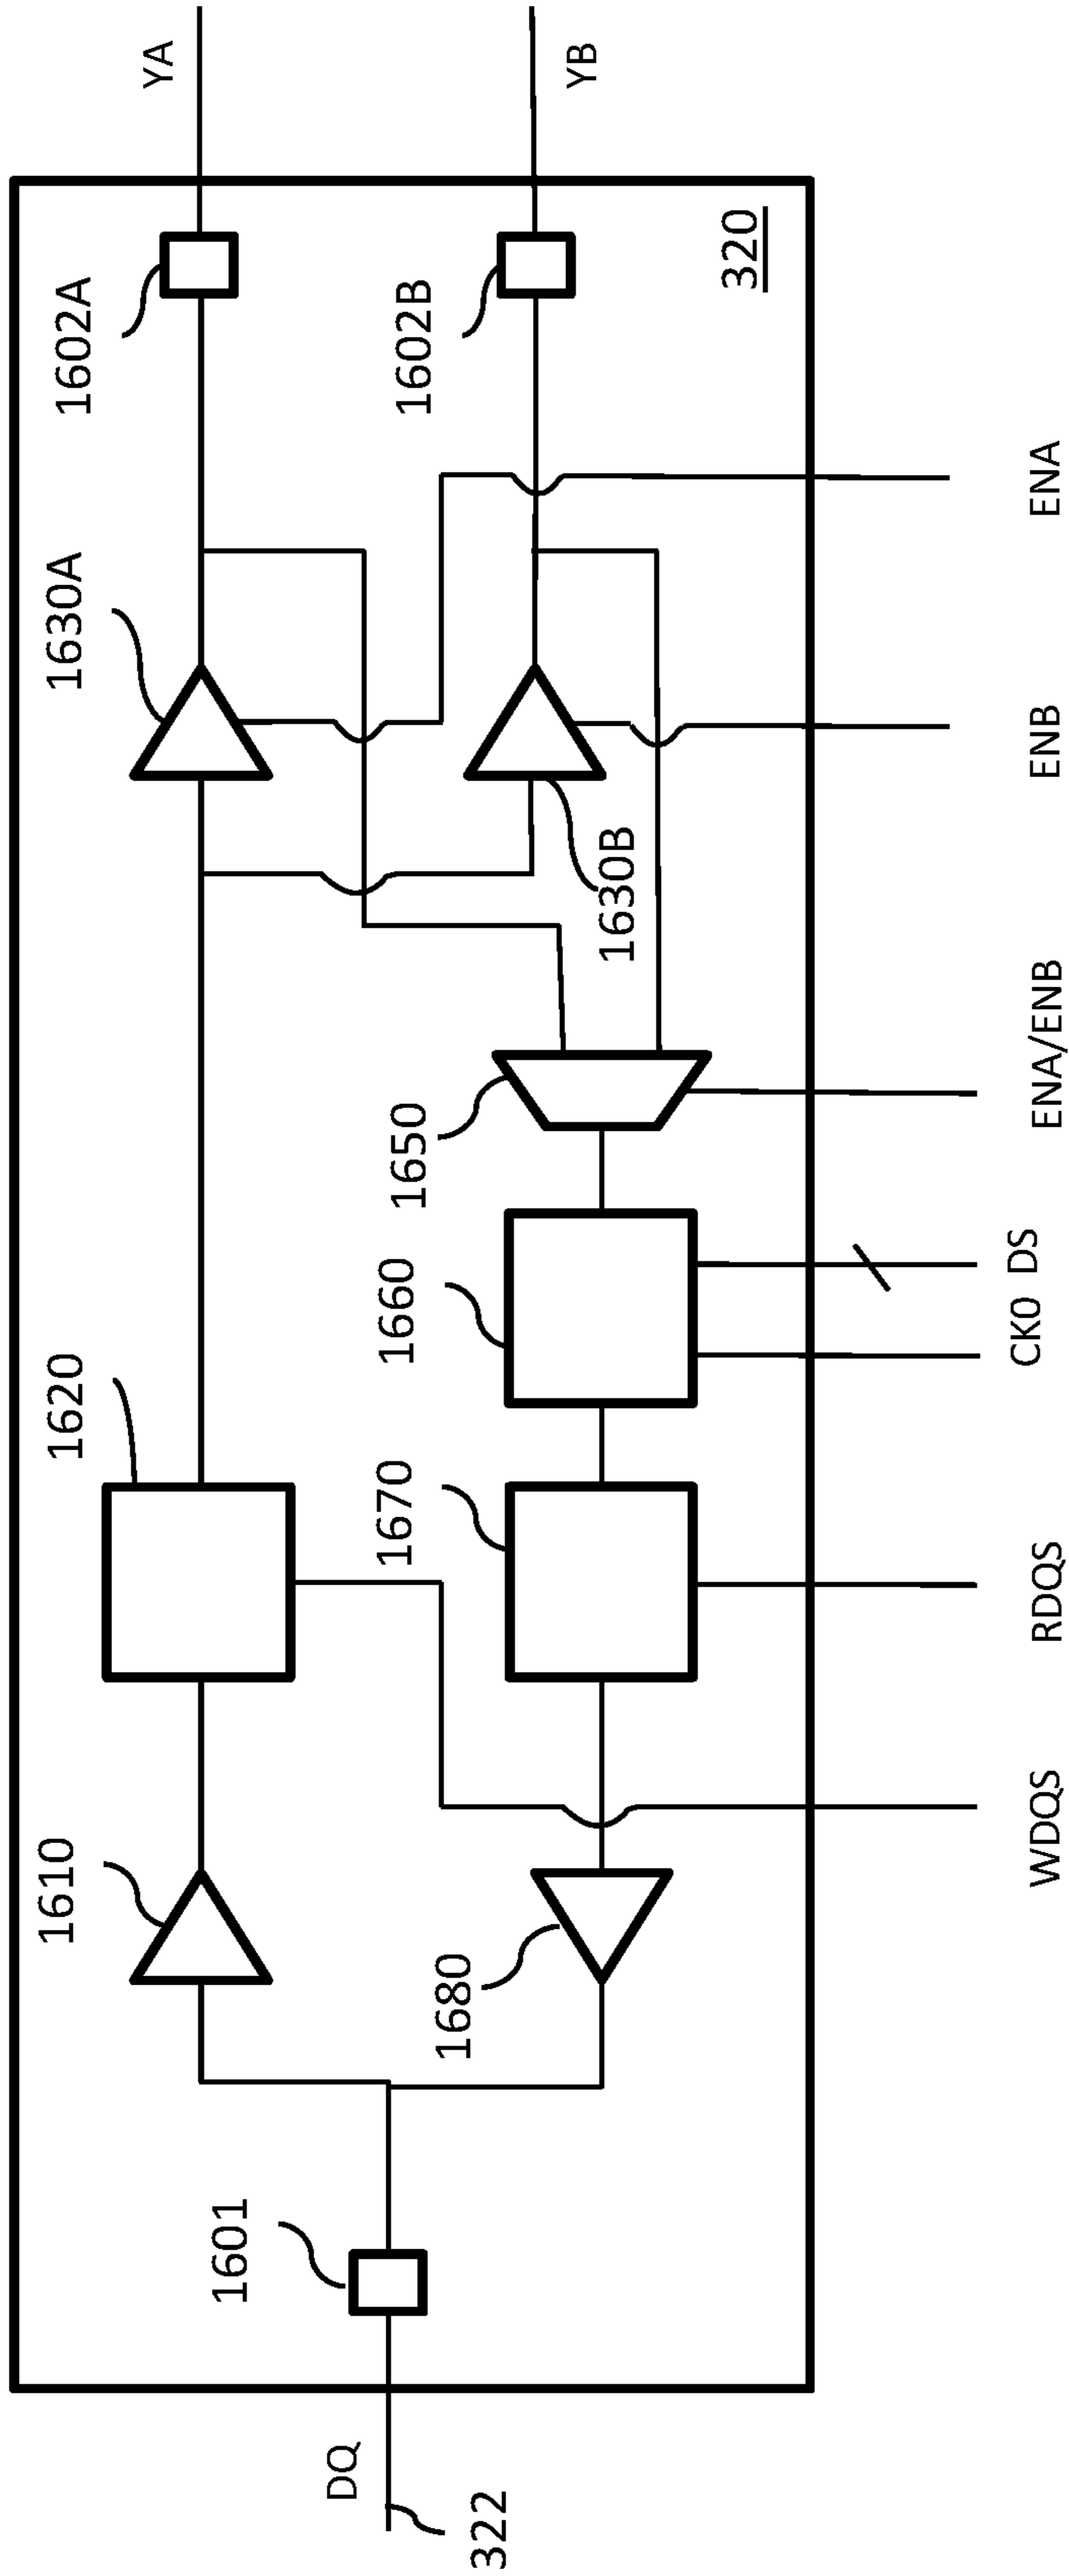 1630A
1602A
YA
1620
1610
1602B
YB
1650
1630B
1660
1670
1601
1680
DQ
322
320
WDQS
RDQS
CK0
DS
ENA/ENB
ENB
ENA